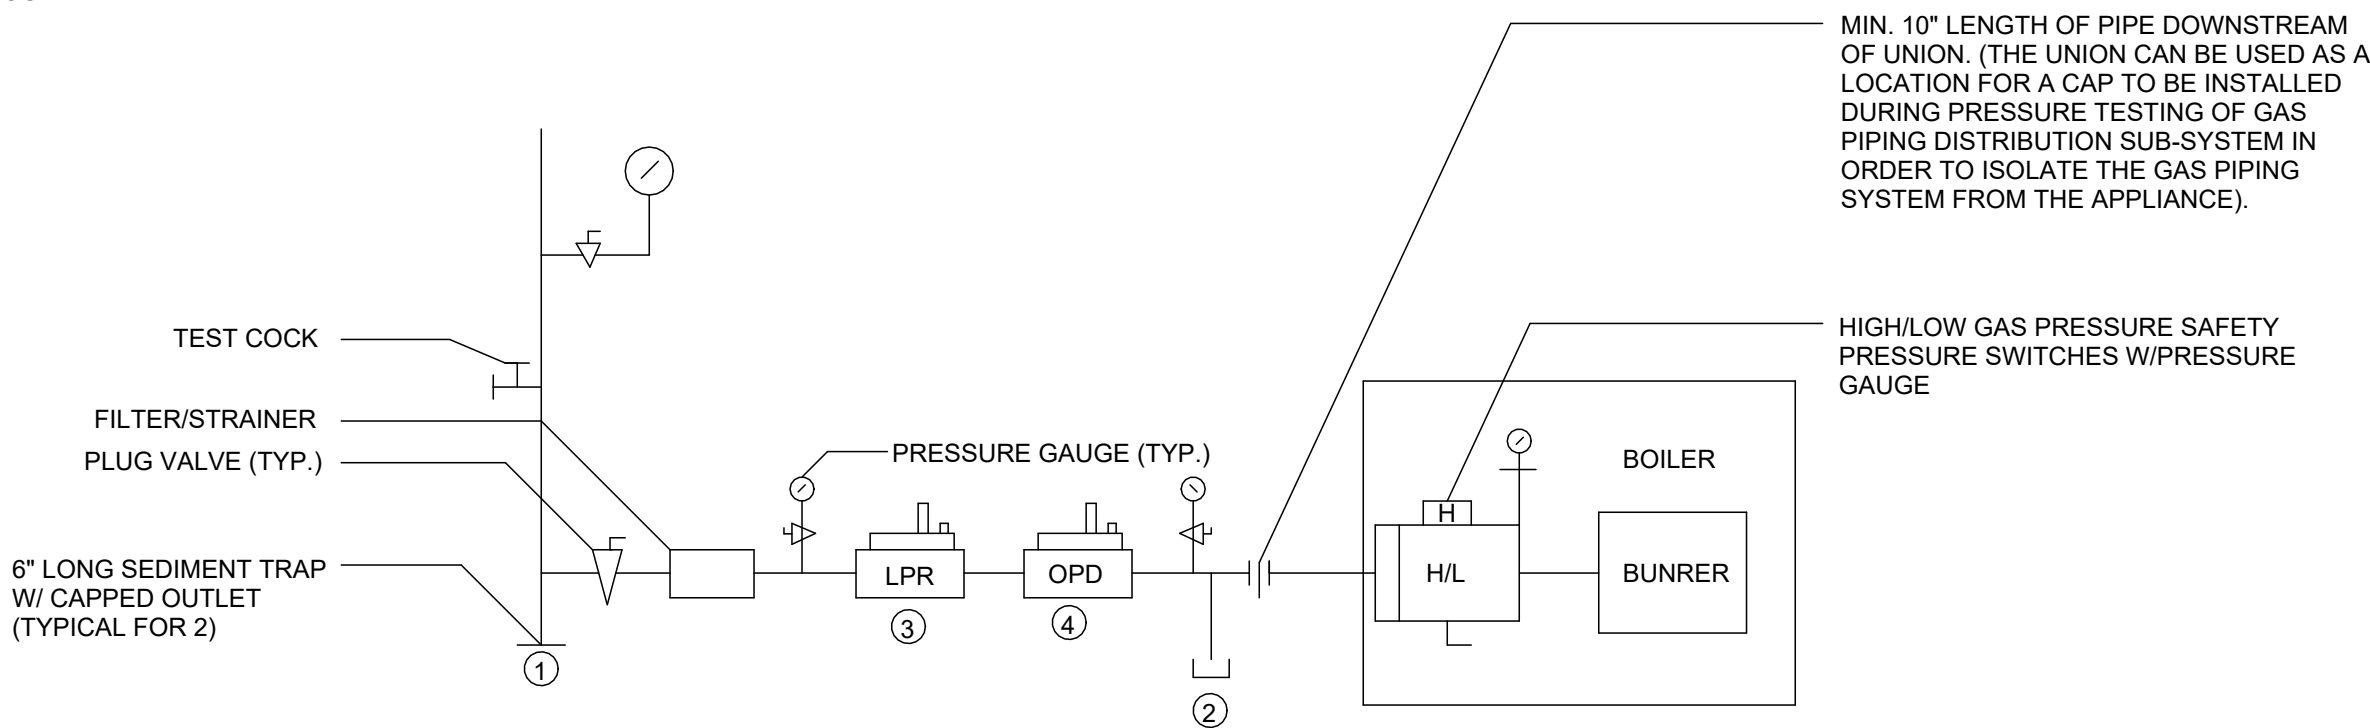 MIN. 10" LENGTH OF PIPE DOWNSTREAM
OF UNION. (THE UNION CAN BE USED AS A
LOCATION FOR A CAP TO BE INSTALLED
DURING PRESSURE TESTING OF GAS
PIPING DISTRIBUTION SUB-SYSTEM IN
ORDER TO ISOLATE THE GAS PIPING
SYSTEM FROM THE APPLIANCE).
TEST COCK
HIGH/LOW GAS PRESSURE SAFETY
PRESSURE SWITCHES W/PRESSURE
GAUGE
FILTER/STRAINER
PLUG VALVE (TYP.)
PRESSURE GAUGE (TYP.)
BOILER
H
6" LONG SEDIMENT TRAP
W/ CAPPED OUTLET
(TYPICAL FOR 2)
LPR
OPD
H/L
BUNRER
3
4
1
2